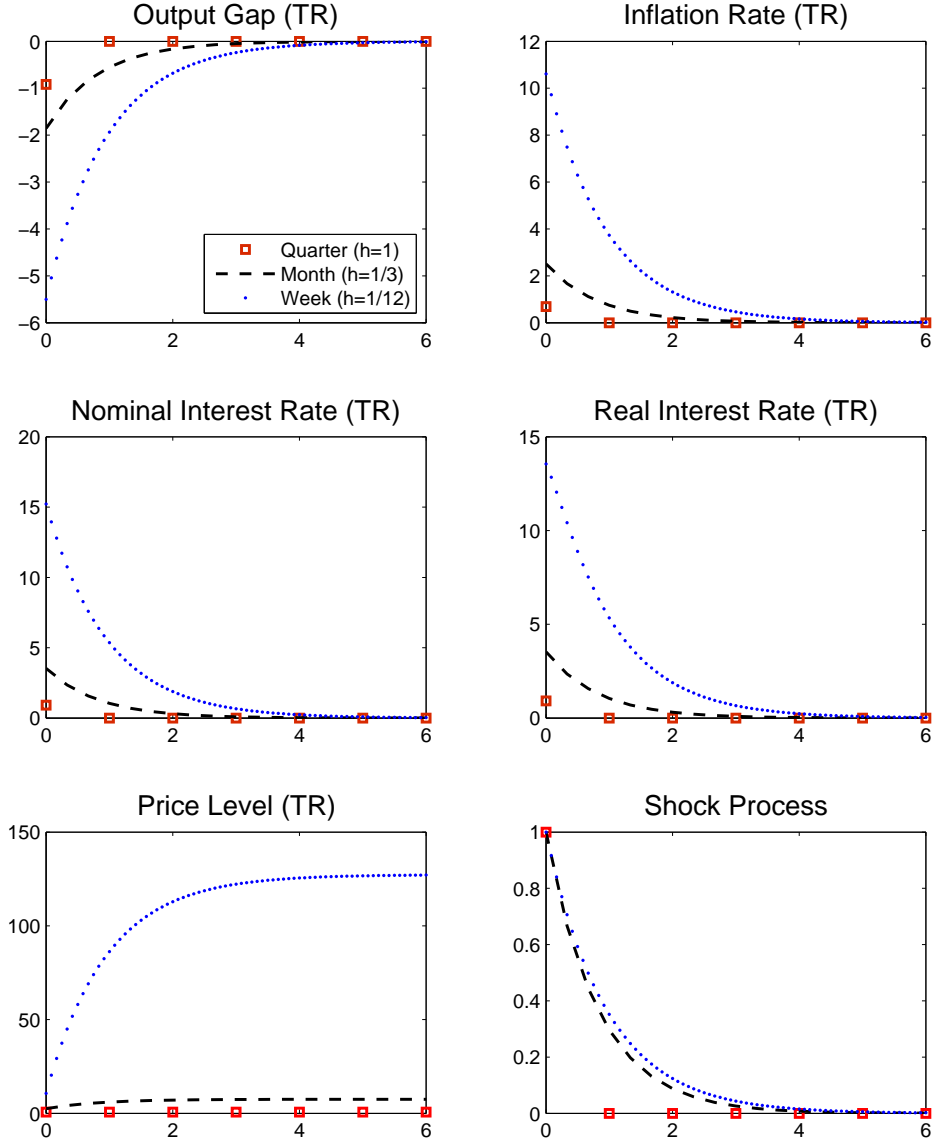 Output Gap (TR)
0
−1
−2
−3
−4
−5
−6
0 2 4 6
Quarter (h=1)
Month (h=1/3)
Week (h=1/12)
Inflation Rate (TR)
12
10
8
6
4
2
0
0 2 4 6
Nominal Interest Rate (TR)
20
15
10
5
0
0 2 4 6
Real Interest Rate (TR)
15
10
5
0
0 2 4 6
Price Level (TR)
150
100
50
0
0 2 4 6
Shock Process
1
0.8
0.6
0.4
0.2
0
0 2 4 6